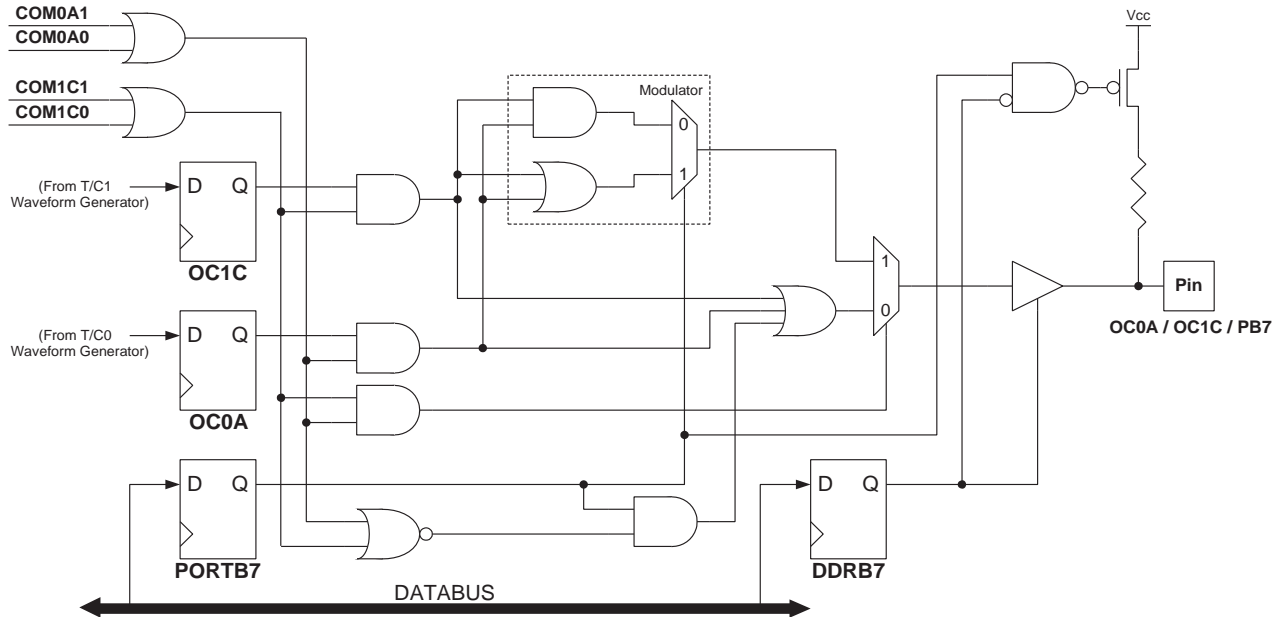 COM0A1
COM0A0
Vcc
COM1C1
COM1C0
Modulator
0
1
(From T/C1
Waveform Generator)
D Q
OC1C
1
0
Pin
OC0A / OC1C / PB7
(From T/C0
Waveform Generator)
D Q
OC0A
D Q
PORTB7
D Q
DDRB7
DATABUS